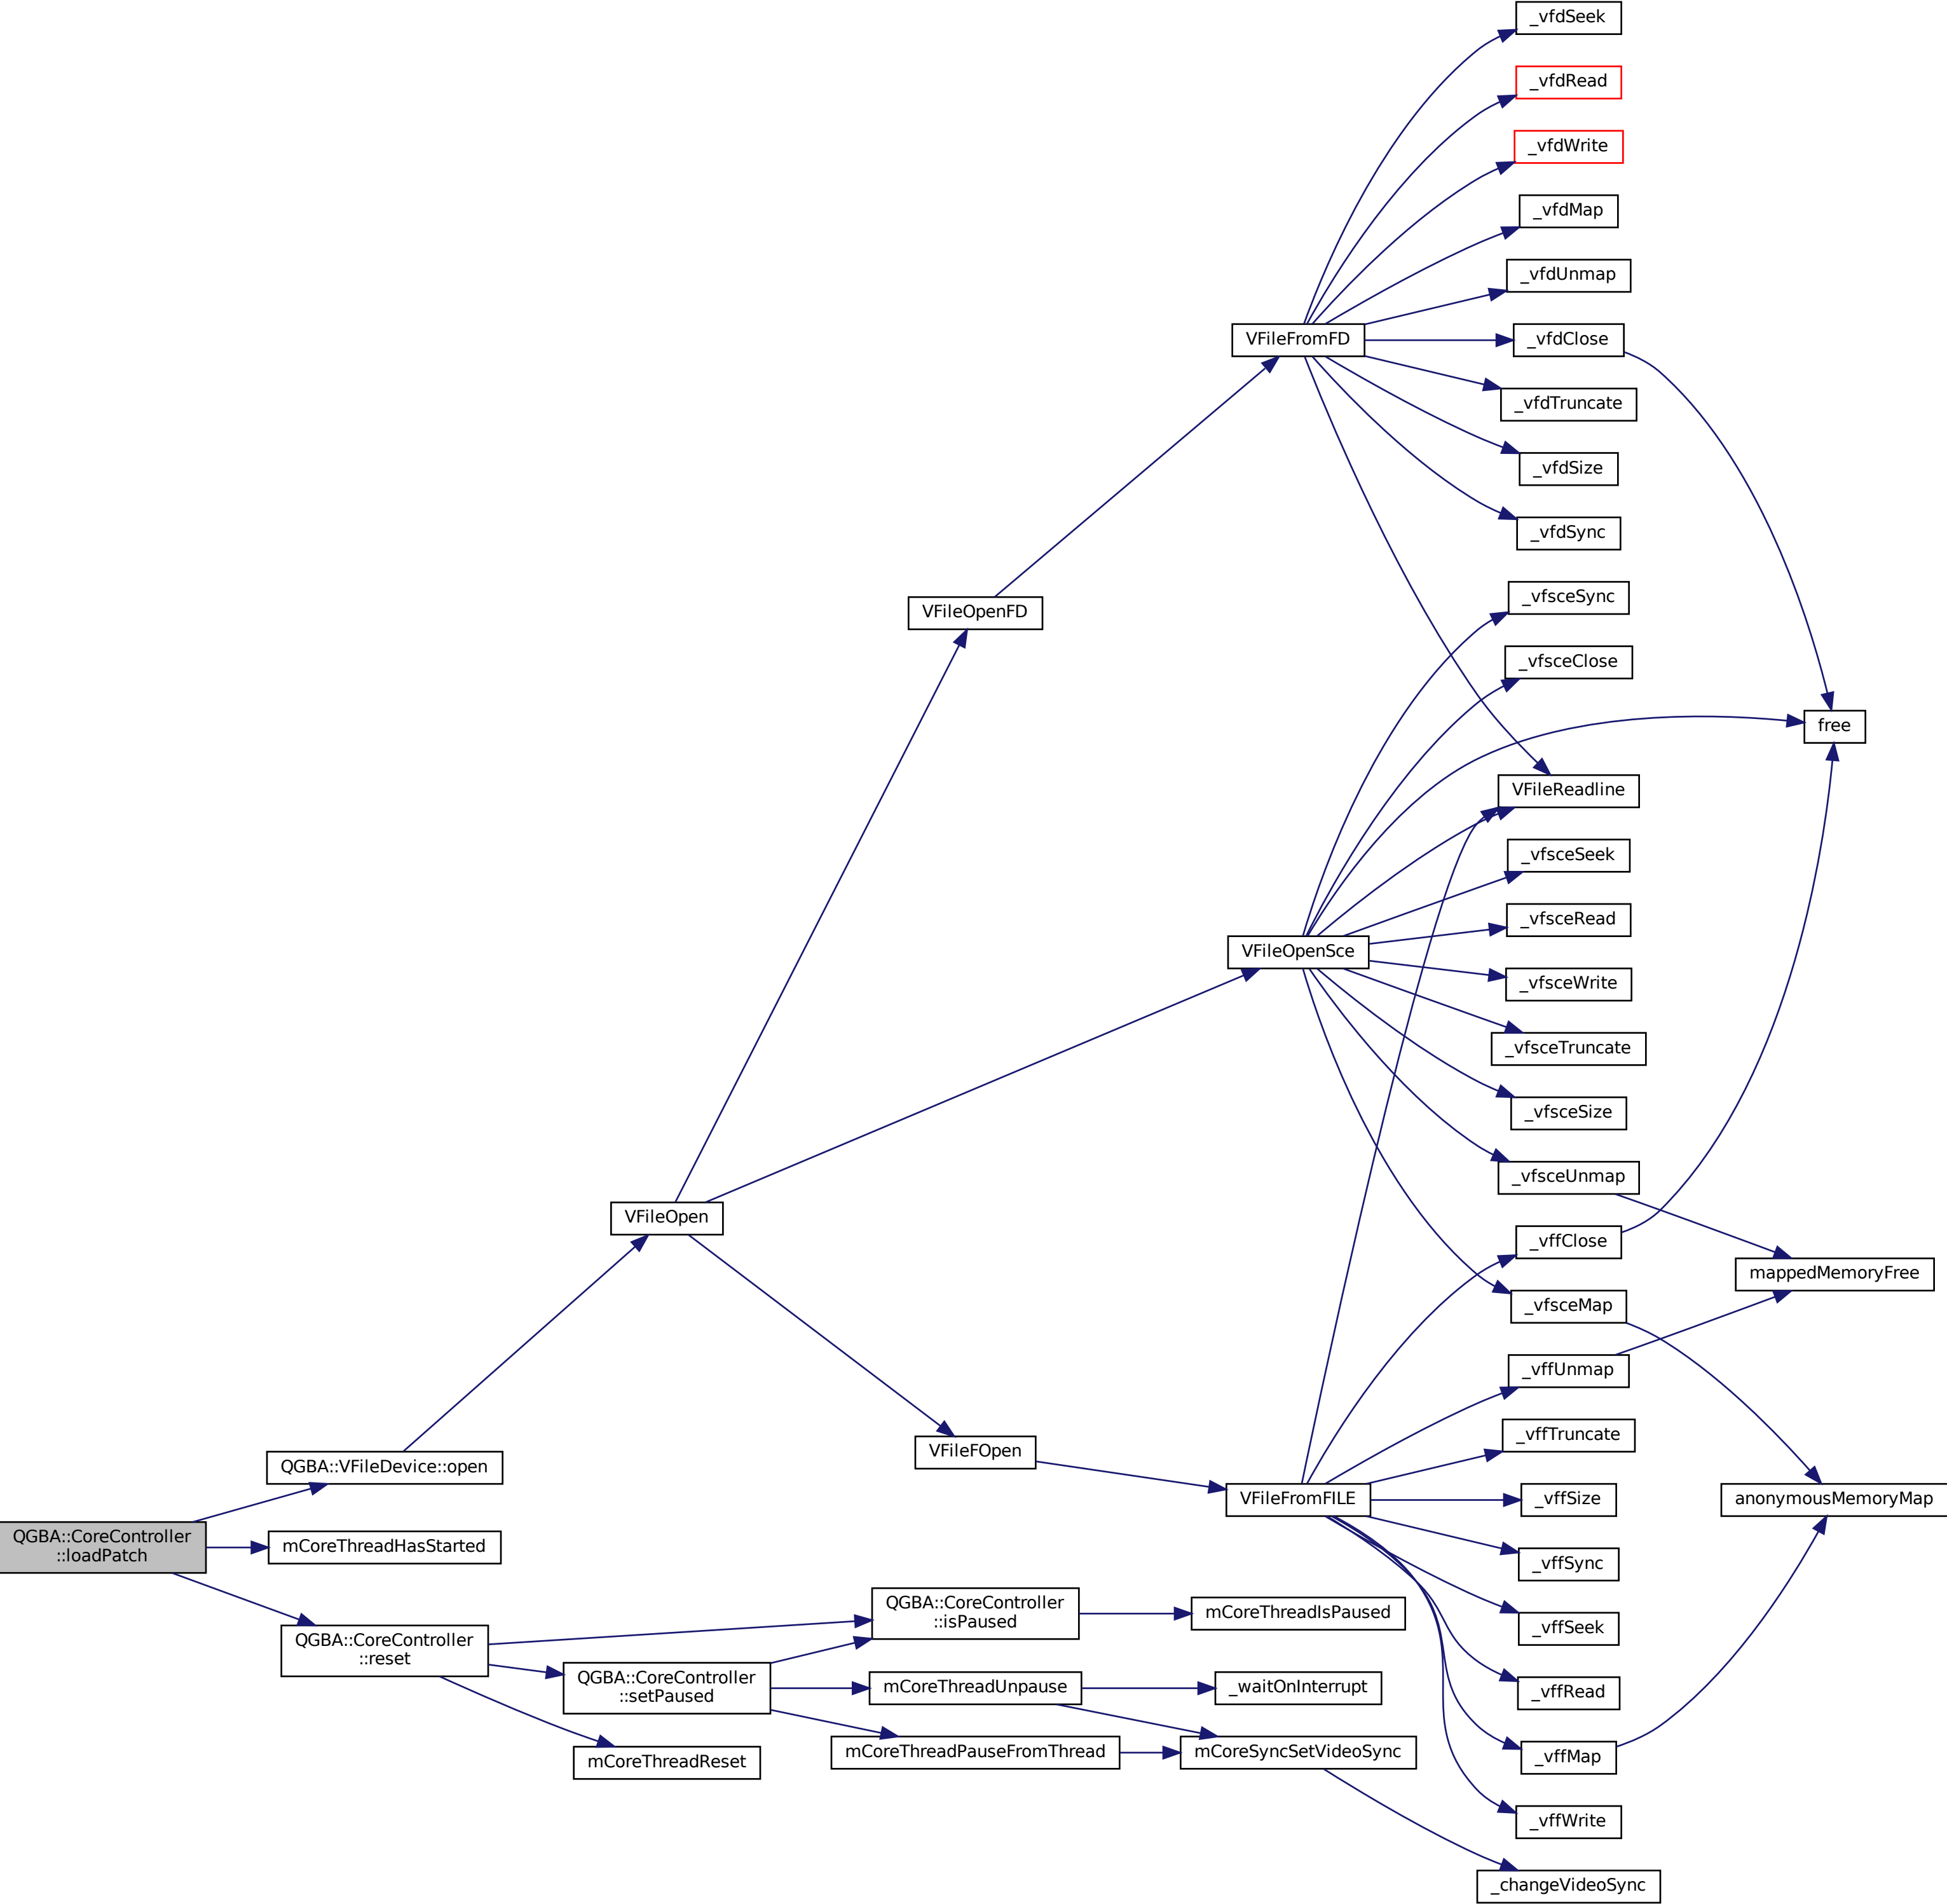 _vfdSeek
_vfdRead
_vfdWrite
_vfdMap
_vfdUnmap
VFileFromFD
_vfdClose
_vfdTruncate
_vfdSize
_vfdSync
_vfsceSync
VFileOpenFD
_vfsceClose
free
VFileReadline
_vfsceSeek
_vfsceRead
VFileOpenSce
_vfsceWrite
_vfsceTruncate
_vfsceSize
_vfsceUnmap
VFileOpen
_vffClose
mappedMemoryFree
_vfsceMap
_vffUnmap
_vffTruncate
VFileFOpen
QGBA::VFileDevice::open
VFileFromFILE
_vffSize
anonymousMemoryMap
QGBA::CoreController
::loadPatch
mCoreThreadHasStarted
_vffSync
QGBA::CoreController
::isPaused
mCoreThreadIsPaused
_vffSeek
QGBA::CoreController
::reset
QGBA::CoreController
::setPaused
mCoreThreadUnpause
_waitOnInterrupt
_vffRead
mCoreThreadReset
mCoreThreadPauseFromThread
mCoreSyncSetVideoSync
_vffMap
_vffWrite
_changeVideoSync